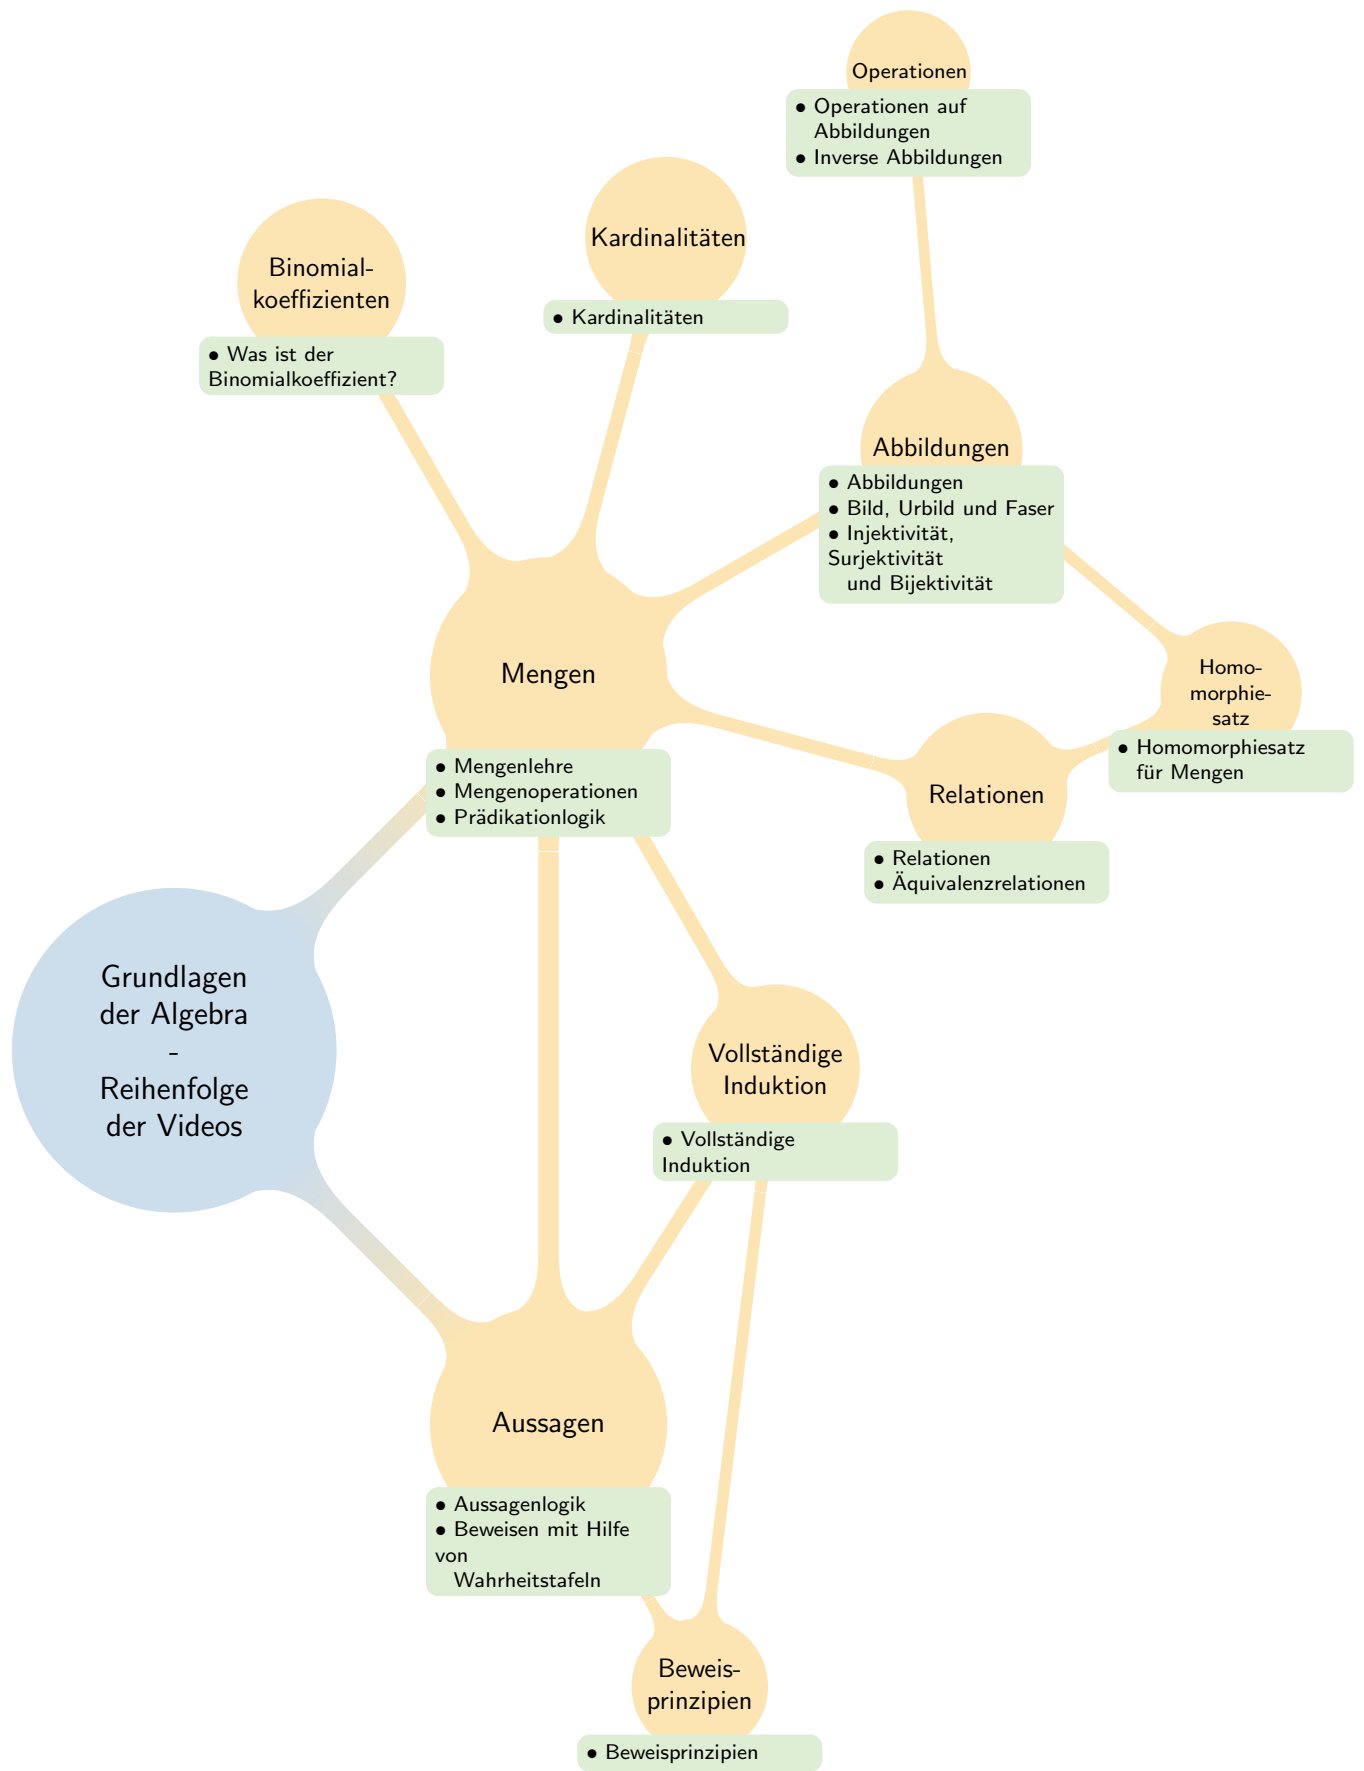 Operationen
• Operationen auf
Abbildungen
• Inverse Abbildungen
Kardinalitäten
• Kardinalitäten
Binomial-
koeffizienten
• Was ist der
Binomialkoeffizient?
Abbildungen
• Abbildungen
• Bild, Urbild und Faser
• Injektivität,
Surjektivität
und Bijektivität
Mengen
• Mengenlehre
• Mengenoperationen
• Prädikationlogik
Homo-
morphie-
satz
• Homomorphiesatz
für Mengen
Relationen
• Relationen
• Äquivalenzrelationen
Grundlagen
der Algebra
-
Reihenfolge
der Videos
Vollständige
Induktion
• Vollständige
Induktion
Aussagen
• Aussagenlogik
• Beweisen mit Hilfe
von
Wahrheitstafeln
Beweis-
prinzipien
• Beweisprinzipien